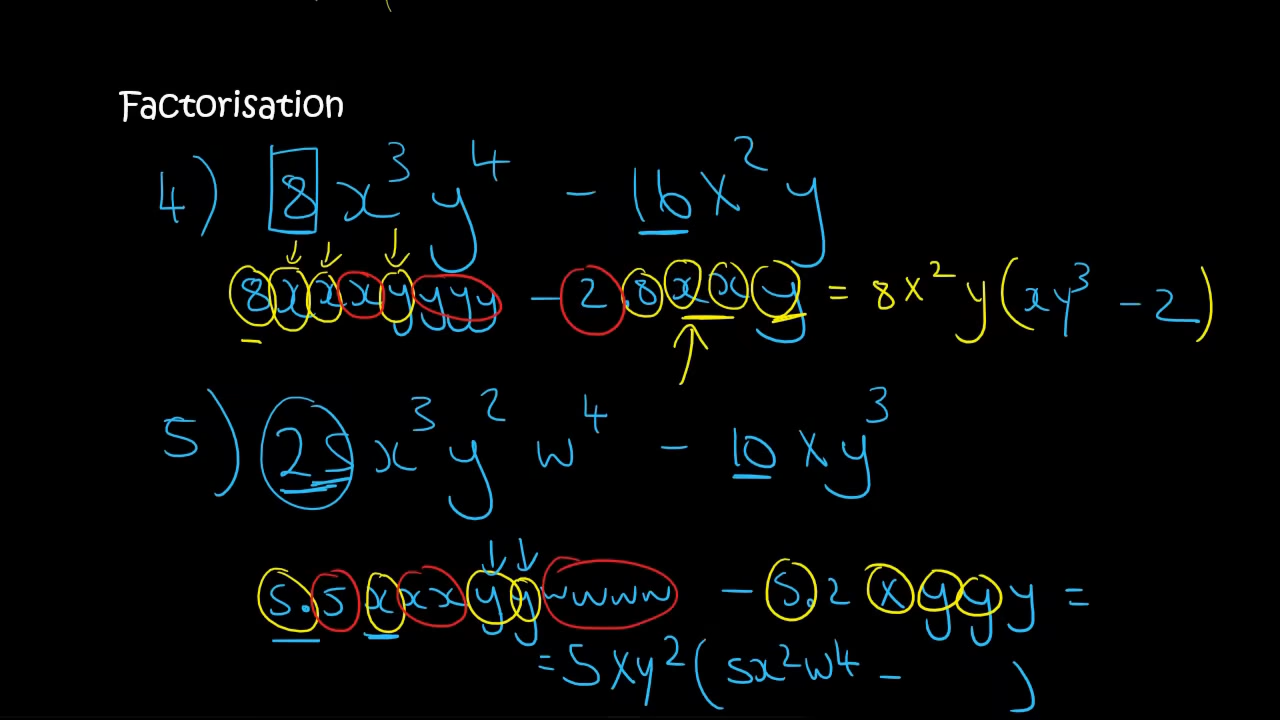 Factorisation
4) 8x³y⁴ - 16x²y
8xxxyyyy - 2.8xxy = 8x²y(xy³ - 2)
5) 25x³y²w⁴ - 10xy³
5.5xxxyywwww - 5.2xyyy =
= 5xy²(5x²w⁴ - )